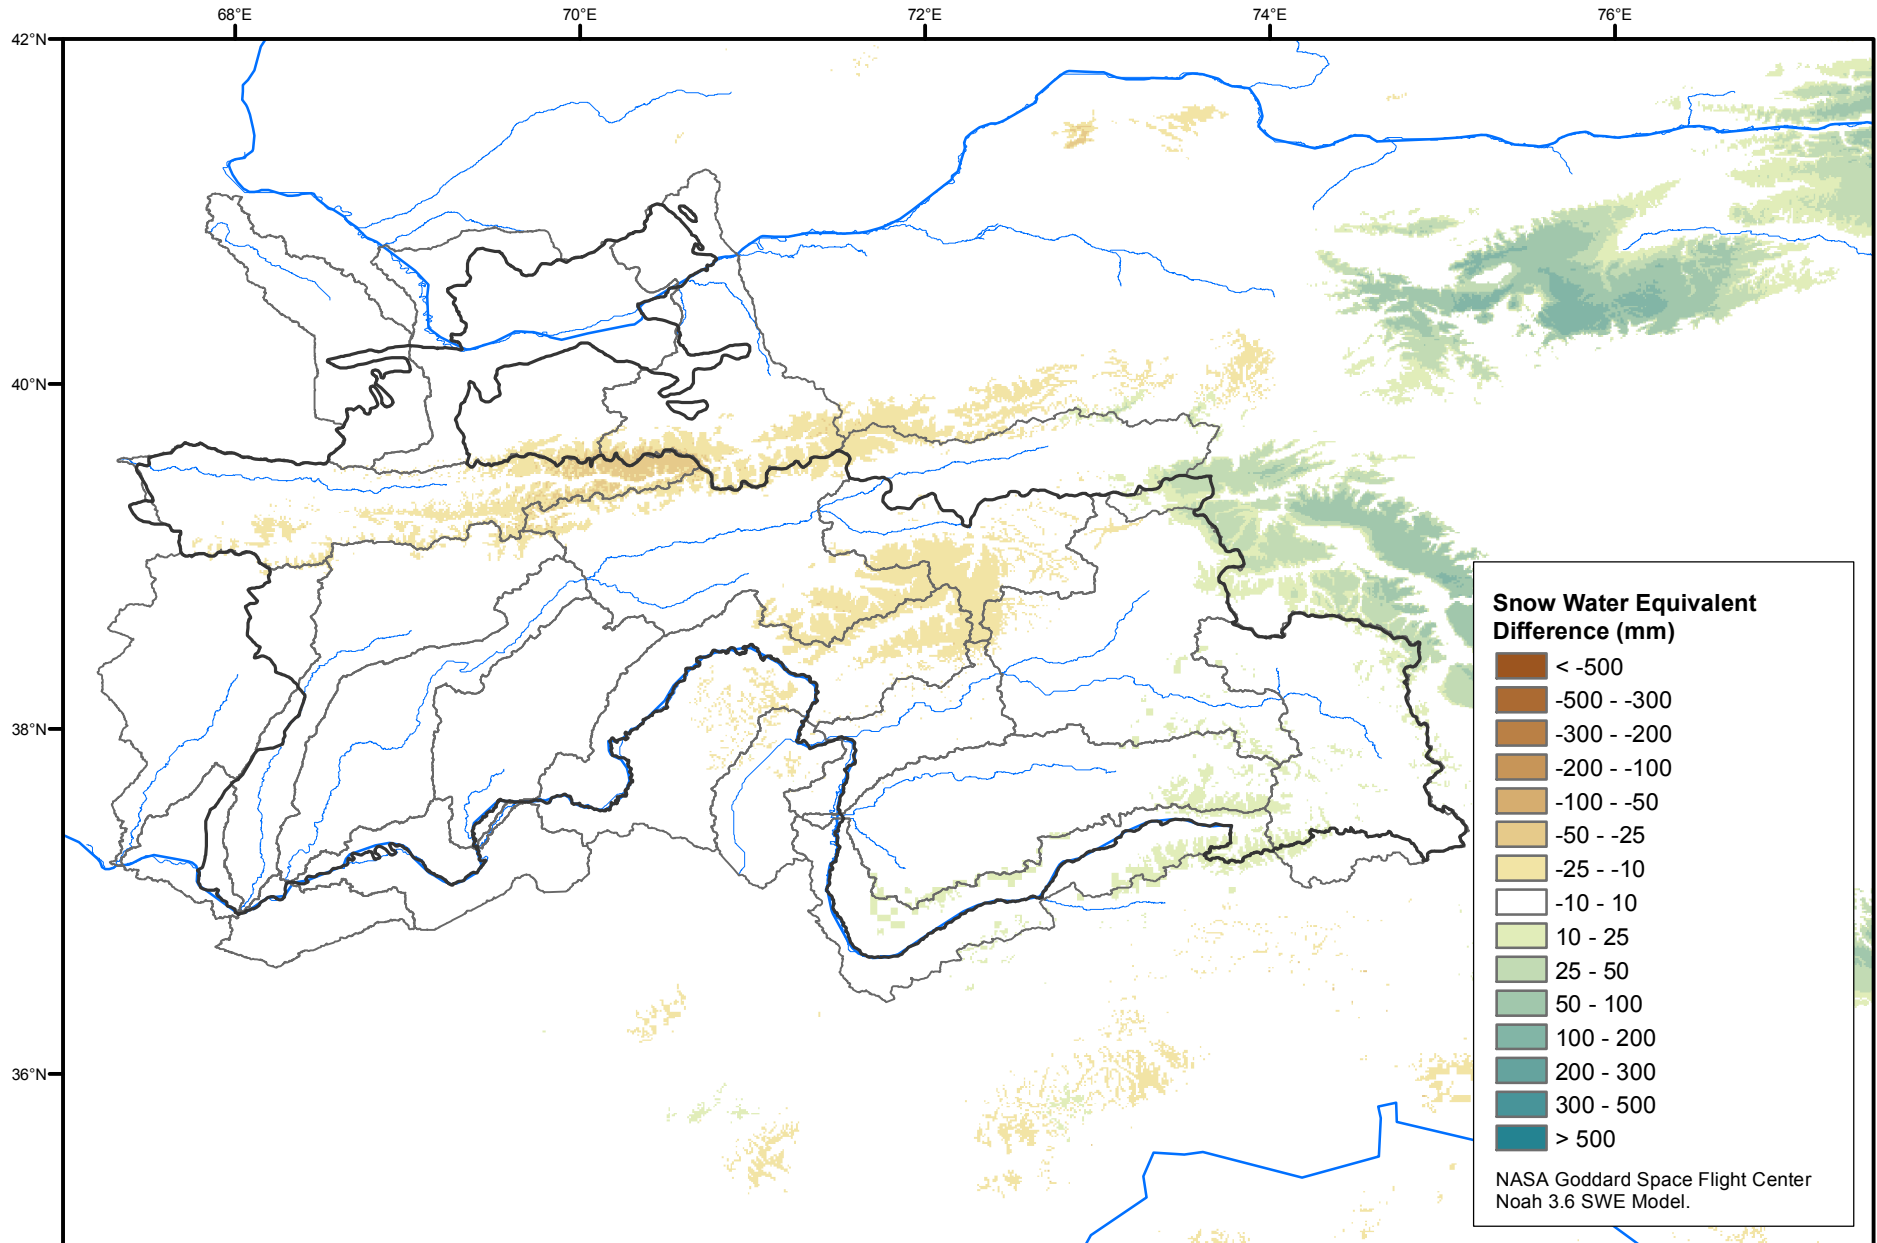 68°E
70°E
72°E
74°E
76°E
42°N
40°N
38°N
36°N
Snow Water Equivalent
Difference (mm)
< -500
-500 - -300
-300 - -200
-200 - -100
-100 - -50
-50 - -25
-25 - -10
-10 - 10
10 - 25
25 - 50
50 - 100
100 - 200
200 - 300
300 - 500
> 500
NASA Goddard Space Flight Center
Noah 3.6 SWE Model.